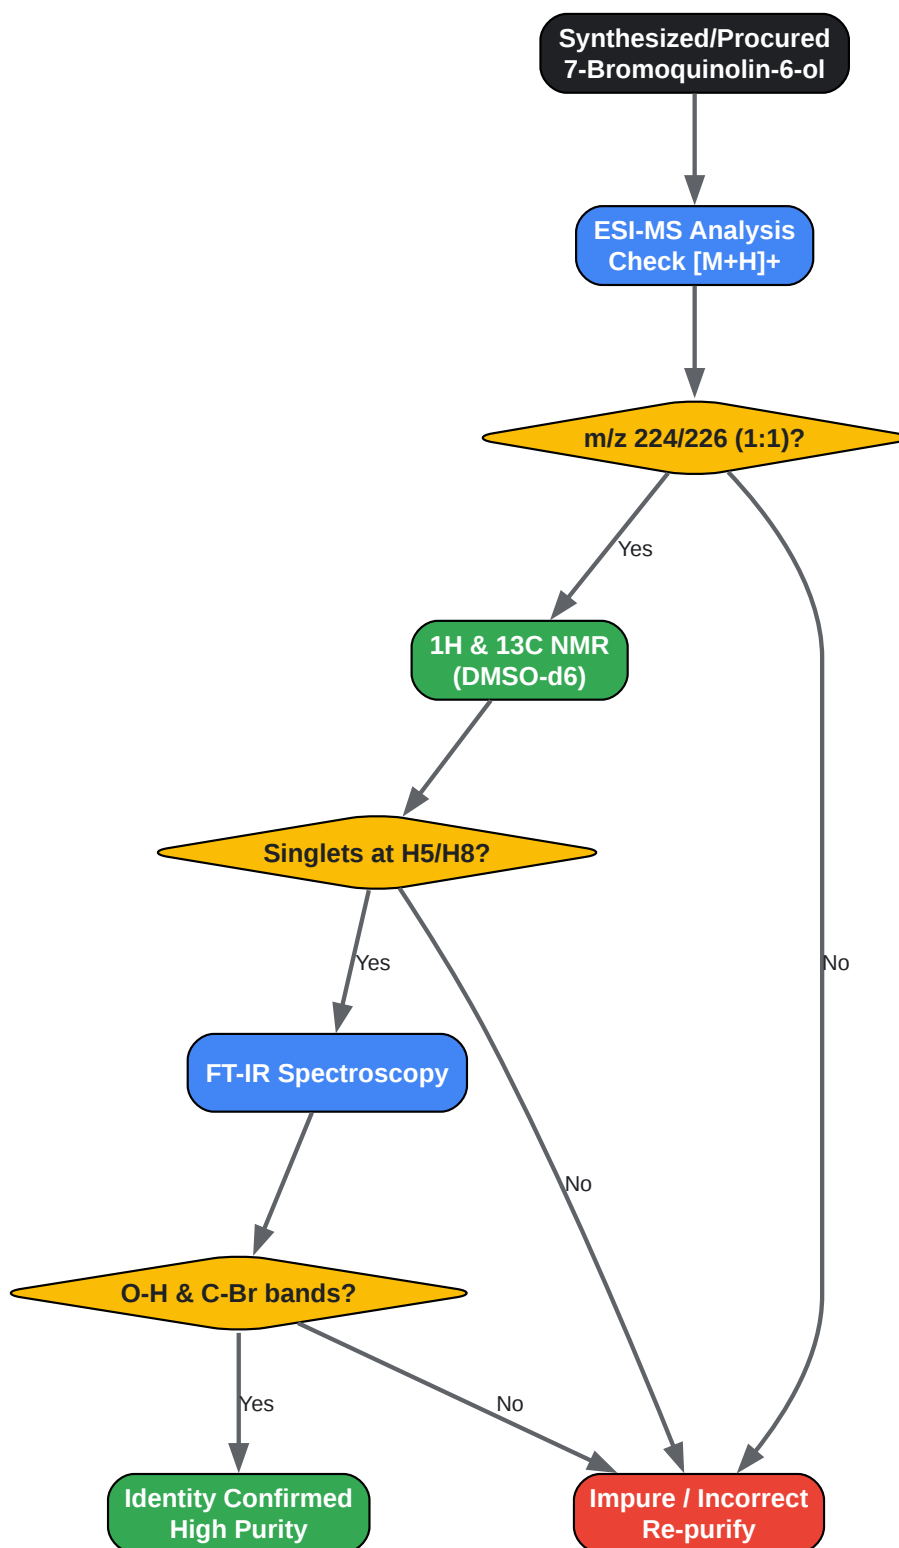 Synthesized/Procured
7-Bromoquinolin-6-ol
ESI-MS Analysis
Check [M+H]+
m/z 224/226 (1:1)?
Yes
1H & 13C NMR
(DMSO-d6)
Singlets at H5/H8?
Yes
No
FT-IR Spectroscopy
No
O-H & C-Br bands?
Yes
No
Identity Confirmed
High Purity
Impure / Incorrect
Re-purify